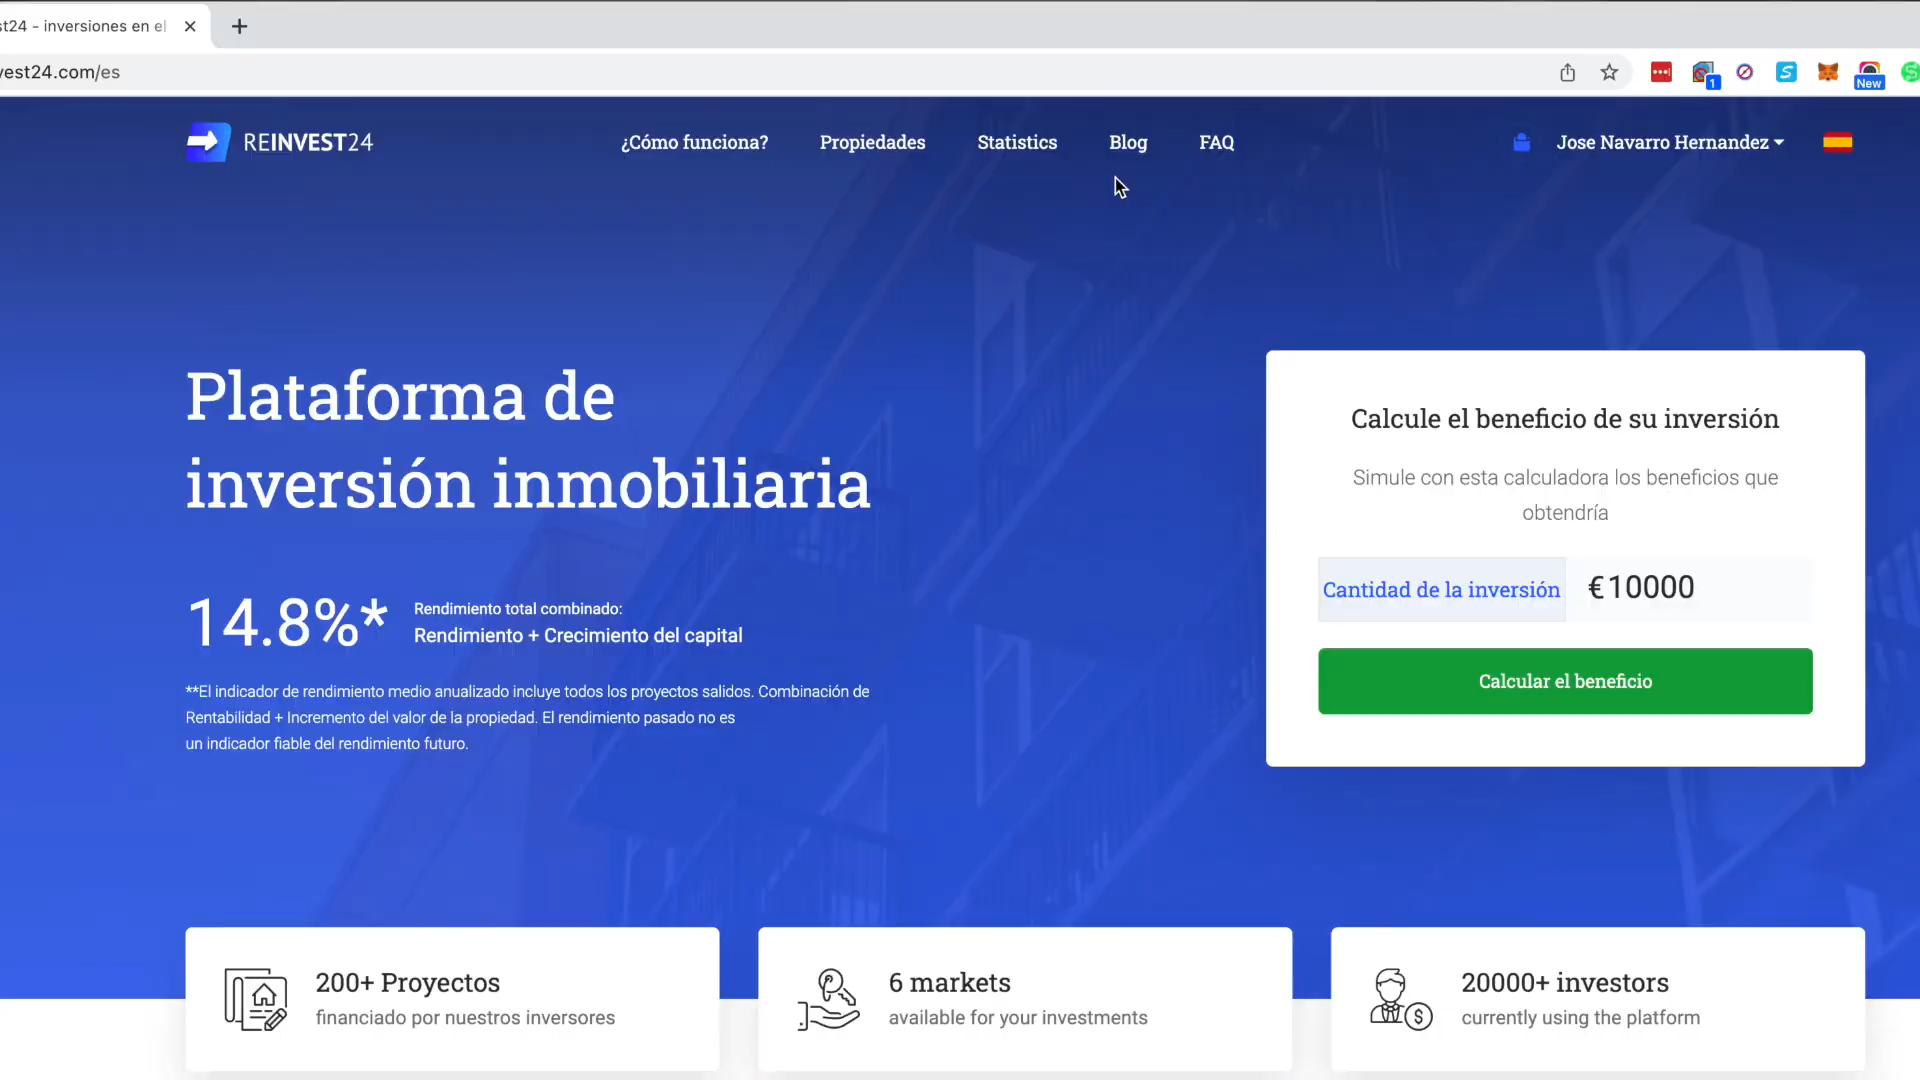 st24 - inversiones en el
vest24.com/es
1
New
REINVEST24
¿Cómo funciona?
Propiedades
Statistics
Blog
FAQ
Jose Navarro Hernandez
Plataforma de
inversión inmobiliaria
14.8%*
Rendimiento total combinado:
Rendimiento + Crecimiento del capital
**El indicador de rendimiento medio anualizado incluye todos los proyectos salidos. Combinación de
Rentabilidad + Incremento del valor de la propiedad. El rendimiento pasado no es
un indicador fiable del rendimiento futuro.
Calcule el beneficio de su inversión
Simule con esta calculadora los beneficios que
obtendría
Cantidad de la inversión
€10000
Calcular el beneficio
200+ Proyectos
financiado por nuestros inversores
6 markets
available for your investments
20000+ investors
currently using the platform